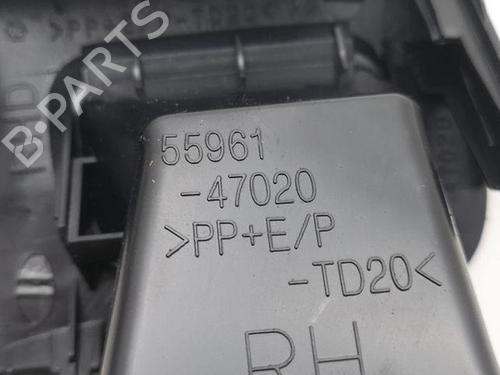 B-PARTS
55961
-47020
>PP+E/P
-TD20<
RH